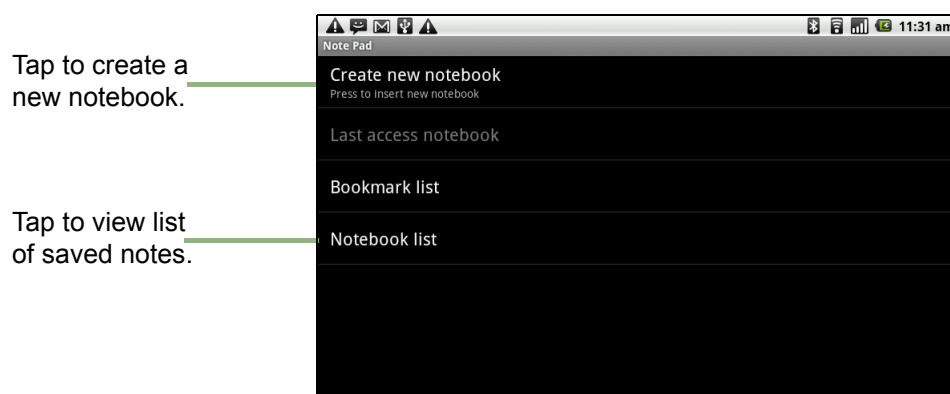 11:31 am
Note Pad
Tap to create a
new notebook.
Create new notebook
Press to insert new notebook
Last access notebook
Bookmark list
Tap to view list
of saved notes.
Notebook list